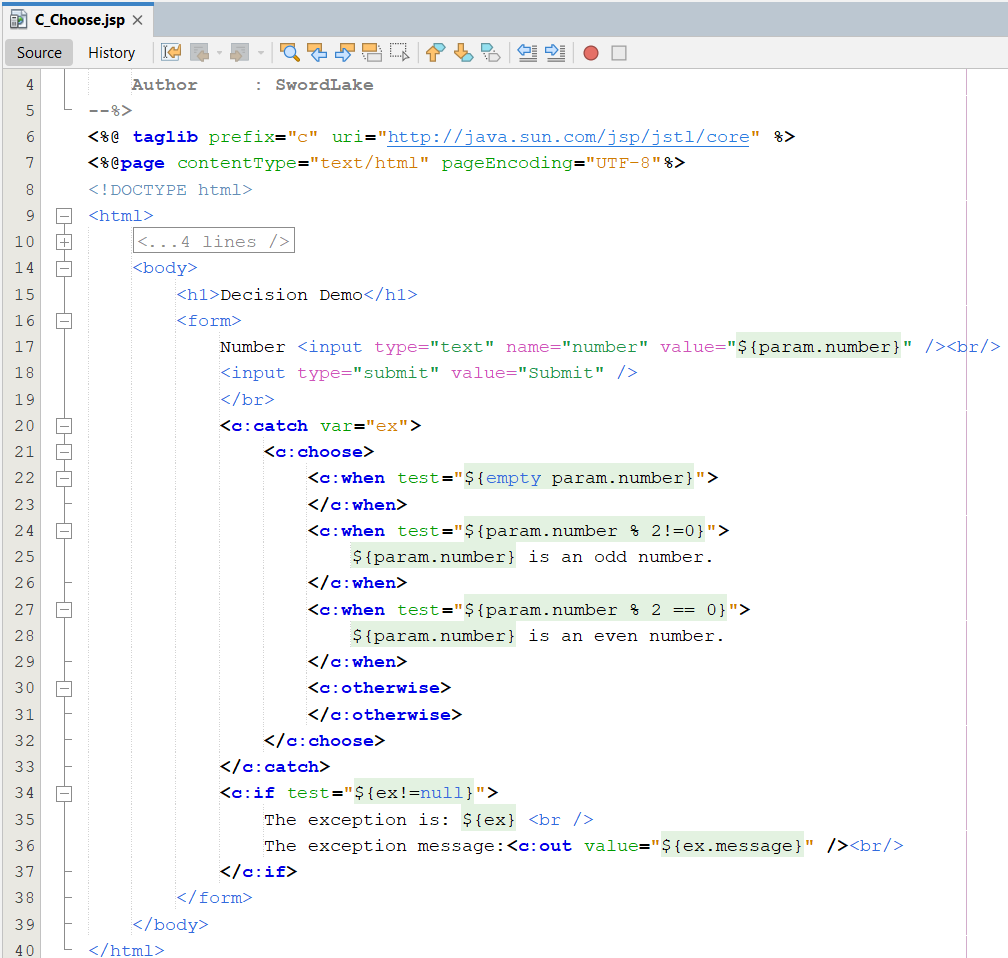 C_Choose.jsp
Source History
4 Author : SwordLake
5 --%>
6 <%@ taglib prefix="c" uri="http://java.sun.com/jsp/jstl/core" %>
7 <%@page contentType="text/html" pageEncoding="UTF-8"%>
8 <!DOCTYPE html>
9 <html>
10 <...4 lines />
14 <body>
15 <h1>Decision Demo</h1>
16 <form>
17 Number <input type="text" name="number" value="${param.number}" /><br/>
18 <input type="submit" value="Submit" />
19 </br>
20 <c:catch var="ex">
21 <c:choose>
22 <c:when test="${empty param.number}">
23 </c:when>
24 <c:when test="${param.number % 2!=0}">
25 ${param.number} is an odd number.
26 </c:when>
27 <c:when test="${param.number % 2 == 0}">
28 ${param.number} is an even number.
29 </c:when>
30 <c:otherwise>
31 </c:otherwise>
32 </c:choose>
33 </c:catch>
34 <c:if test="${ex!=null}">
35 The exception is: ${ex} <br />
36 The exception message:<c:out value="${ex.message}" /><br/>
37 </c:if>
38 </form>
39 </body>
40 </html>